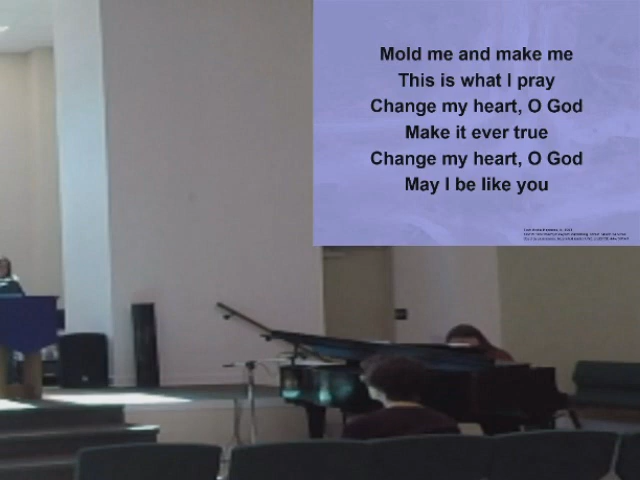 Mold me and make me
This is what I pray
Change my heart, O God
Make it ever true
Change my heart, O God
May I be like you